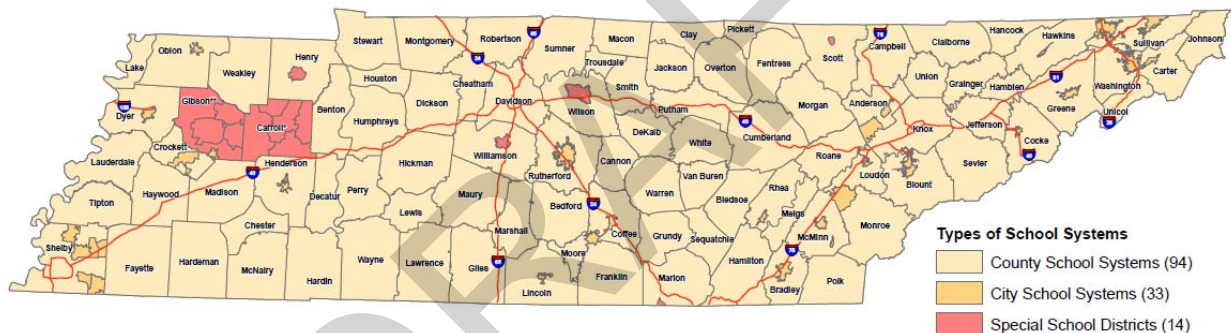 Stewart
Montgomery
Robertson
Sumner
Macon
Clay
Pickett
Scott
Campbell
Claiborne
Hancock
Hawkins
Sullivan
Johnson
Obion
Lake
Weakley
Henry
Houston
Cheatham
Trousdale
Jackson
Overton
Fentress
Union
Grainger
Hamblen
Washington
Carter
Unicoi
Gibson**
Carroll*
Benton
Humphreys
Dickson
Davidson
Wilson
Smith
Putnam
Morgan
Anderson
Greene
Dyer
Crockett
Henderson
Hickman
Williamson
Rutherford
DeKalb
Cannon
White
Cumberland
Roane
Knox
Jefferson
Cocke
Sevier
Lauderdale
Haywood
Madison
Decatur
Perry
Maury
Bedford
Warren
Van Buren
Bledsoe
Rhea
Loudon
Blount
Tipton
Chester
Lewis
Marshall
Coffee
Grundy
Sequatchie
Meigs
McMinn
Monroe
Shelby
Fayette
Hardeman
McNairy
Hardin
Wayne
Lawrence
Giles
Lincoln
Moore
Franklin
Marion
Hamilton
Bradley
Polk
Types of School Systems
County School Systems (94)
City School Systems (33)
Special School Districts (14)